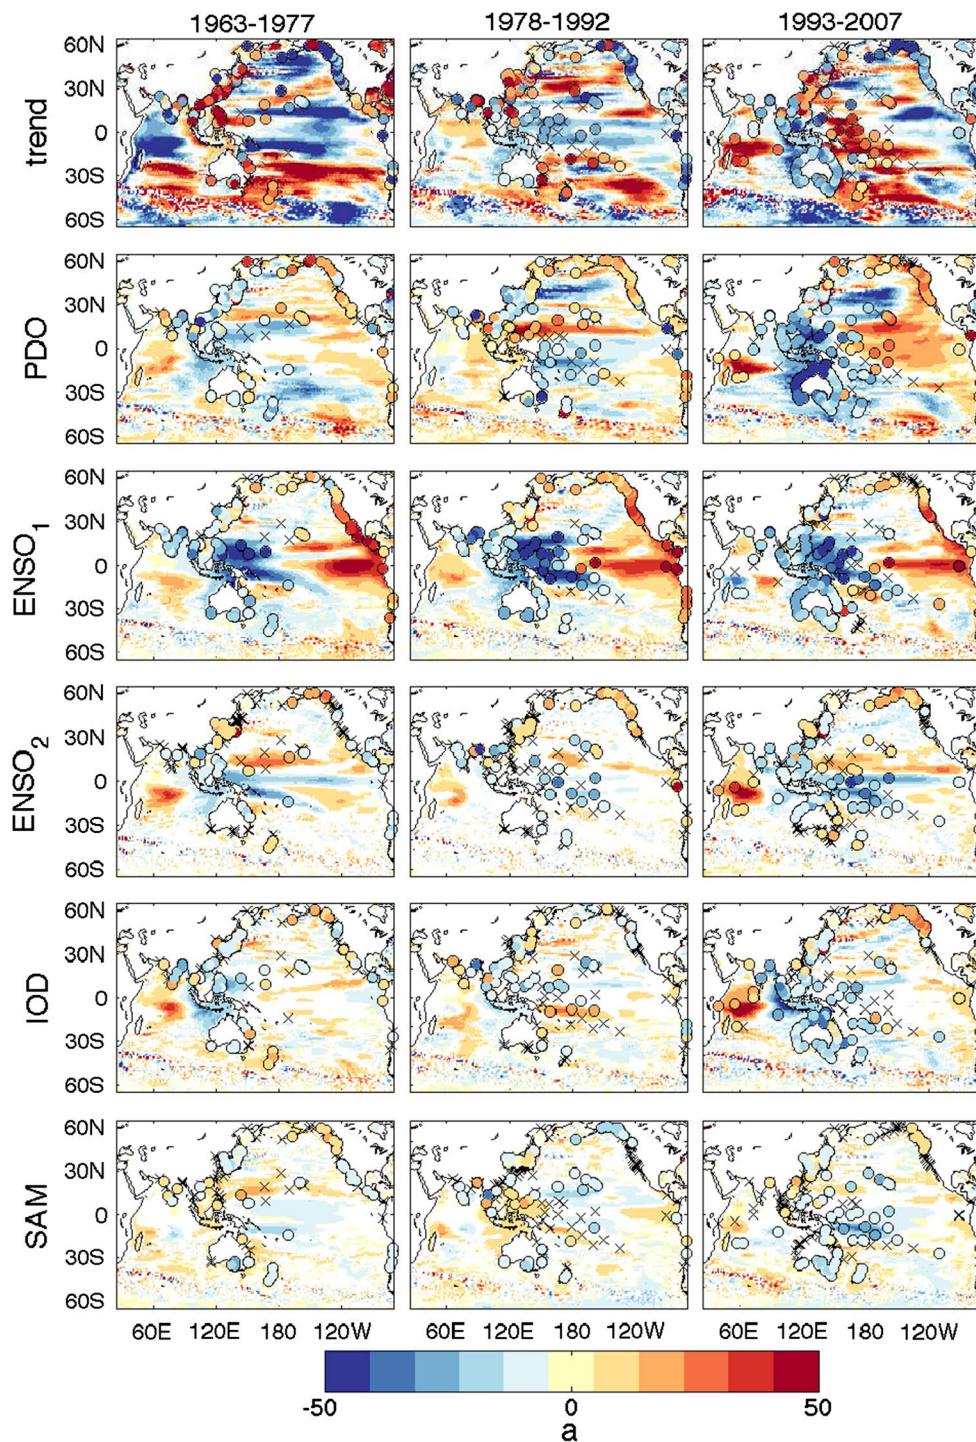 1963-1977 1978-1992 1993-2007
trend
60N
30N
0
30S
60S
PDO
60N
30N
0
30S
60S
ENSO1
60N
30N
0
30S
60S
ENSO2
60N
30N
0
30S
60S
IOD
60N
30N
0
30S
60S
SAM
60N
30N
0
30S
60S
60E 120E 180 120W 60E 120E 180 120W 60E 120E 180 120W
-50 0 50
a